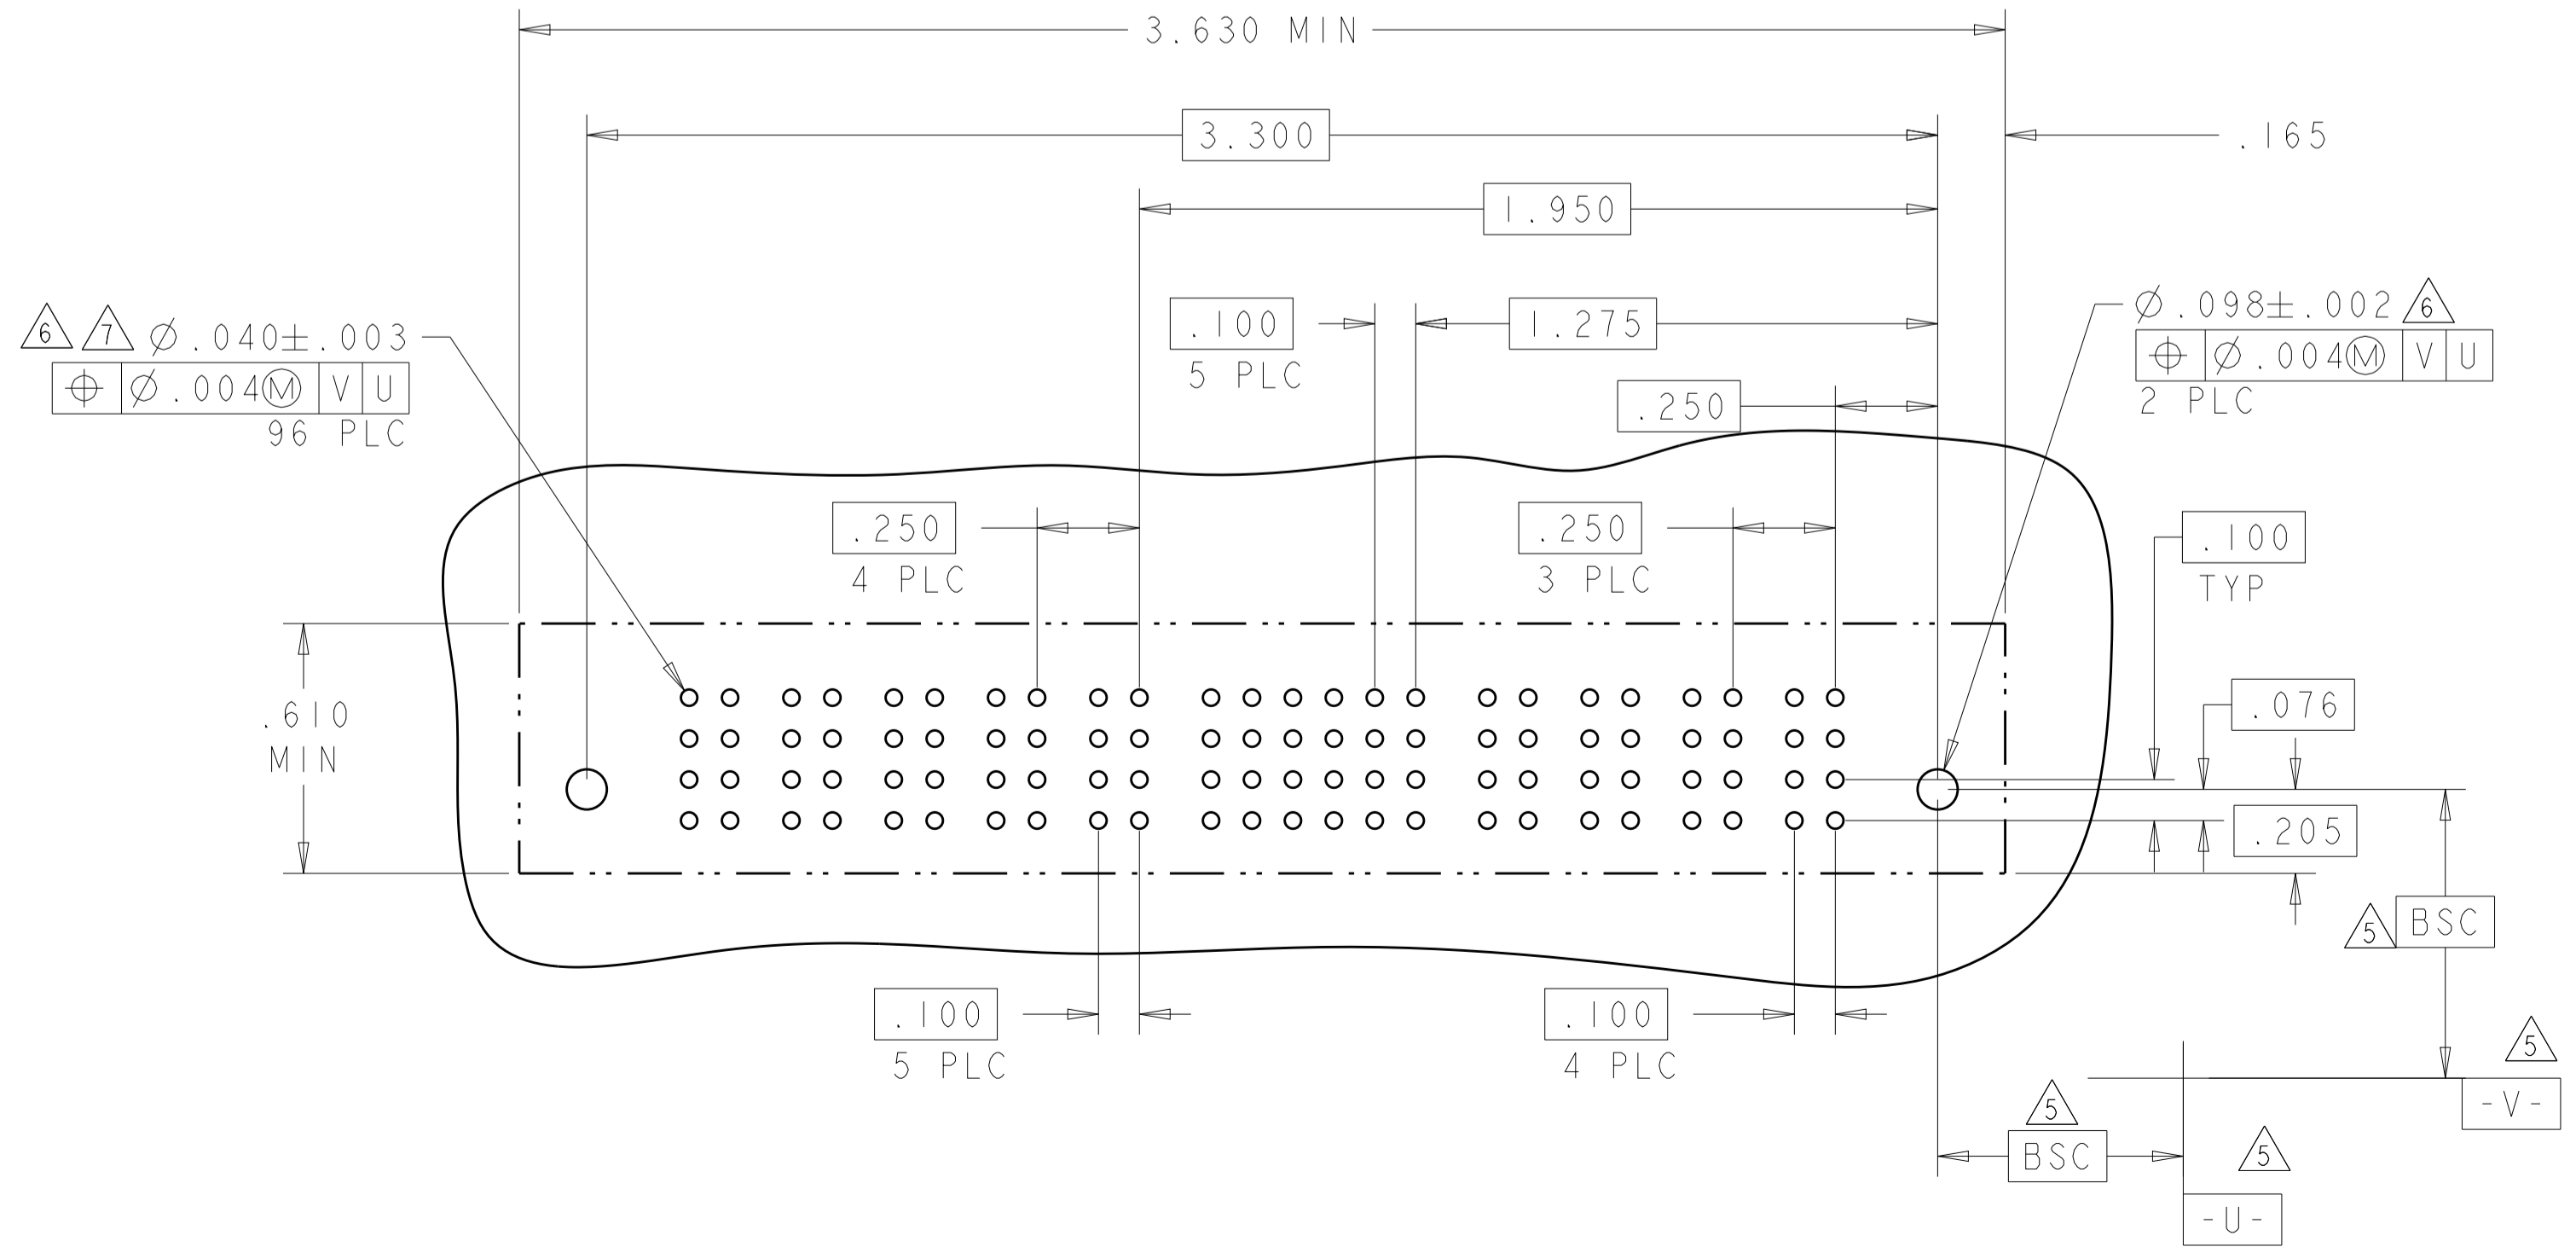 3.630 MIN
3.300
.165
1.950
6 7 Ø.040±.003
⌖ Ø.004Ⓜ V U
96 PLC
.100
5 PLC
1.275
.250
Ø.098±.002 6
⌖ Ø.004Ⓜ V U
2 PLC
.250
4 PLC
.250
3 PLC
.100
TYP
.610
MIN
.076
.205
5 BSC
.100
5 PLC
.100
4 PLC
5
-V-
5
BSC
5
-U-